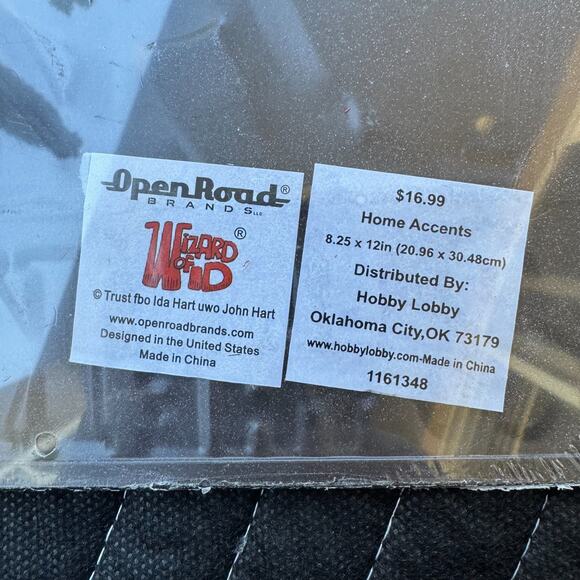 OpenRoad®
BRANDS LLC
WIZARD ®
OF
ID
© Trust fbo Ida Hart uwo John Hart
www.openroadbrands.com
Designed in the United States
Made in China
$16.99
Home Accents
8.25 x 12in (20.96 x 30.48cm)
Distributed By:
Hobby Lobby
Oklahoma City,OK 73179
www.hobbylobby.com-Made in China
1161348